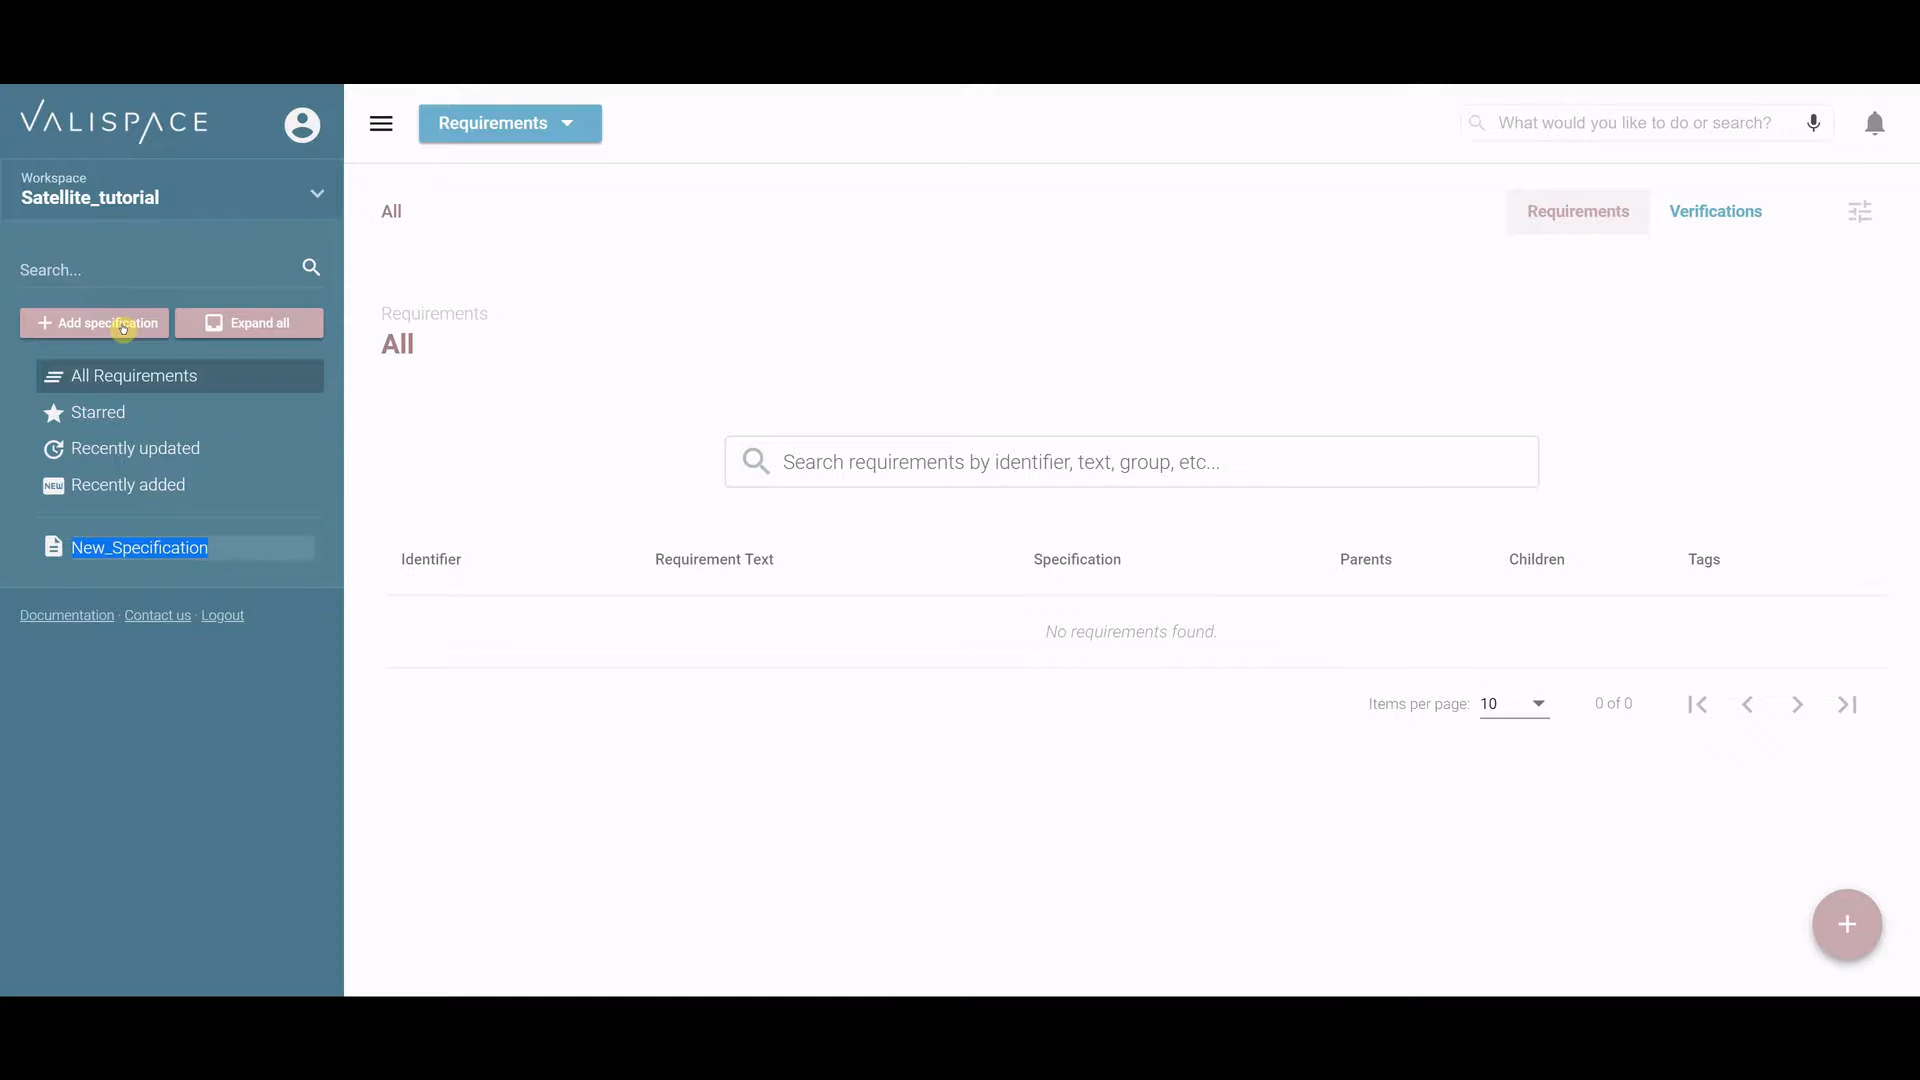 VALISPACE
Requirements
What would you like to do or search?
Workspace
Satellite_tutorial
All
Requirements
Verifications
Search...
Requirements
All
Add specification
Expand all
All Requirements
Starred
Recently updated
NEW Recently added
Search requirements by identifier, text, group, etc...
New_Specification
Identifier
Requirement Text
Specification
Parents
Children
Tags
Documentation · Contact us · Logout
No requirements found.
Items per page: 10
0 of 0